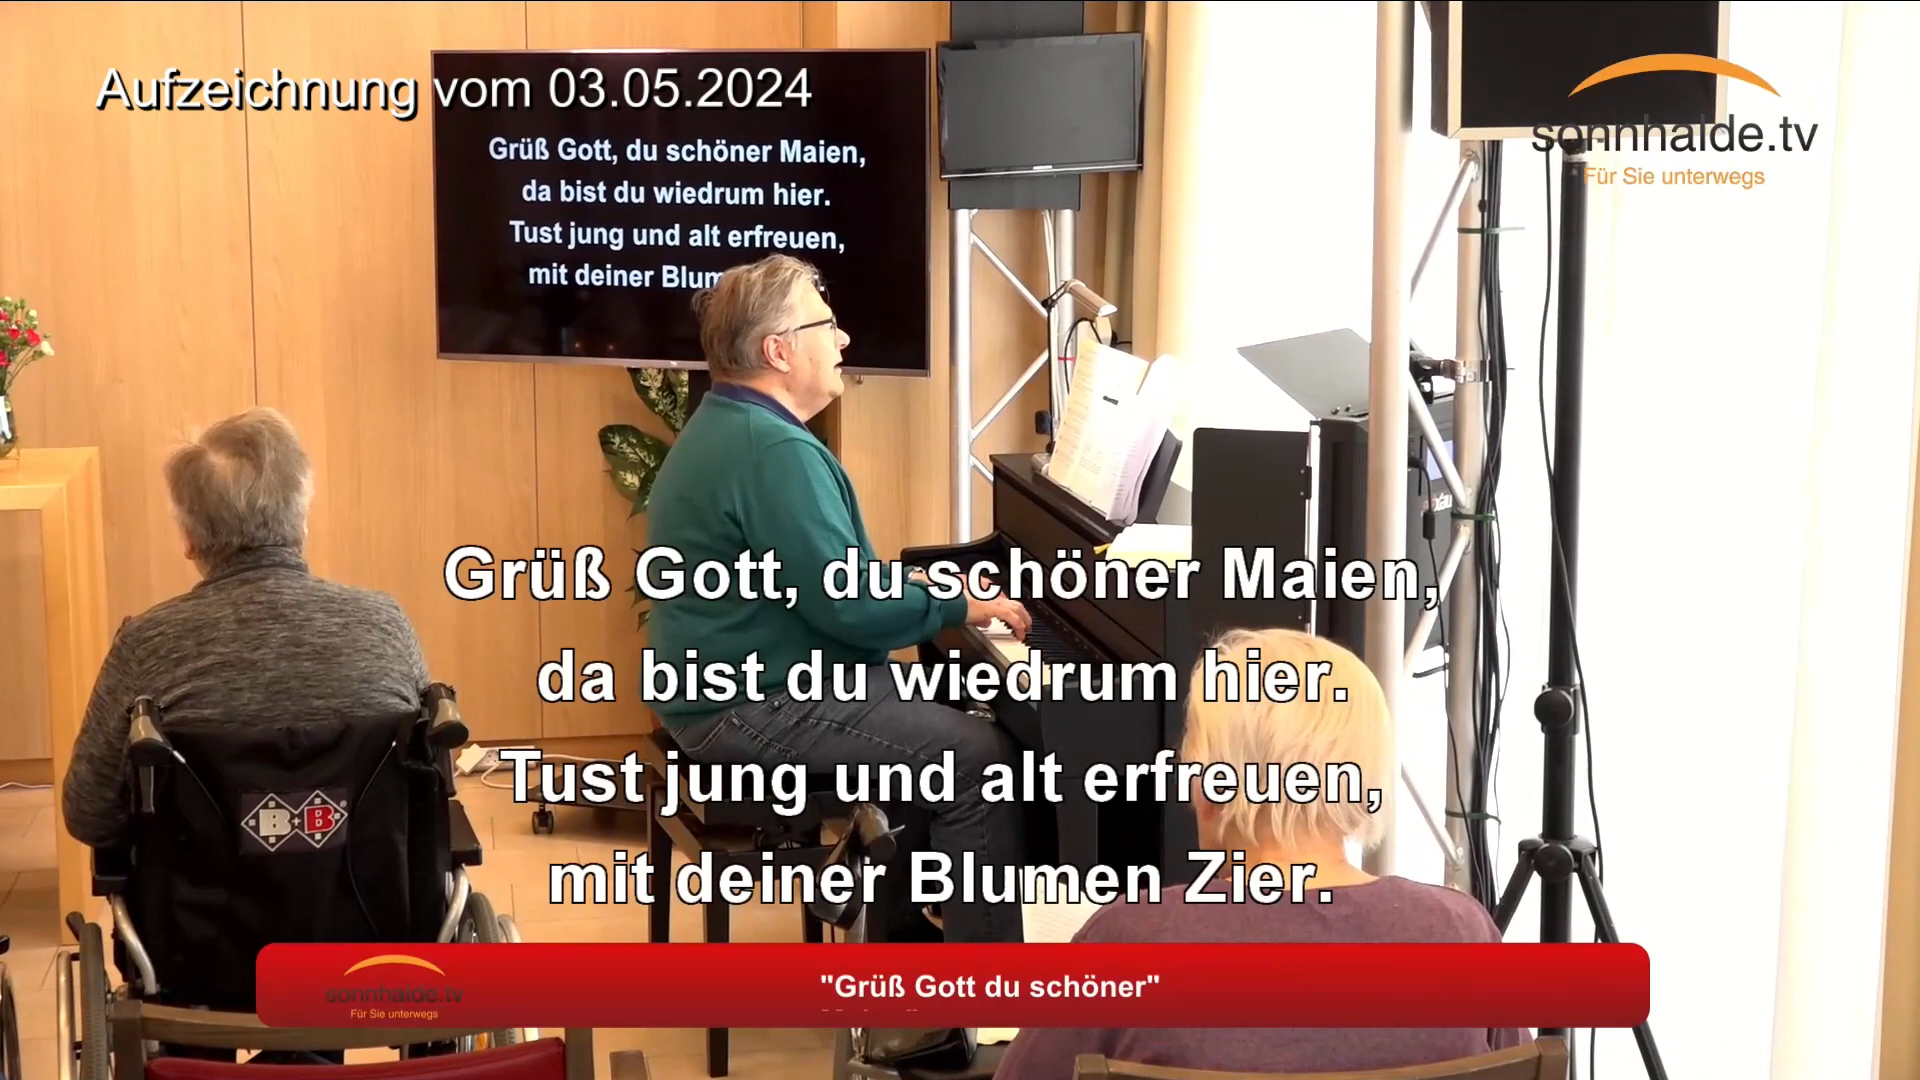 Aufzeichnung vom 03.05.2024
Grüß Gott, du schöner Maien,
da bist du wiedrum hier.
Tust jung und alt erfreuen,
mit deiner Blum
sonnhalde.tv
Für Sie unterwegs
Grüß Gott, du schöner Maien,
da bist du wiedrum hier.
Tust jung und alt erfreuen,
mit deiner Blumen Zier.
B+B
sonnhalde.tv
Für Sie unterwegs
"Grüß Gott du schöner"